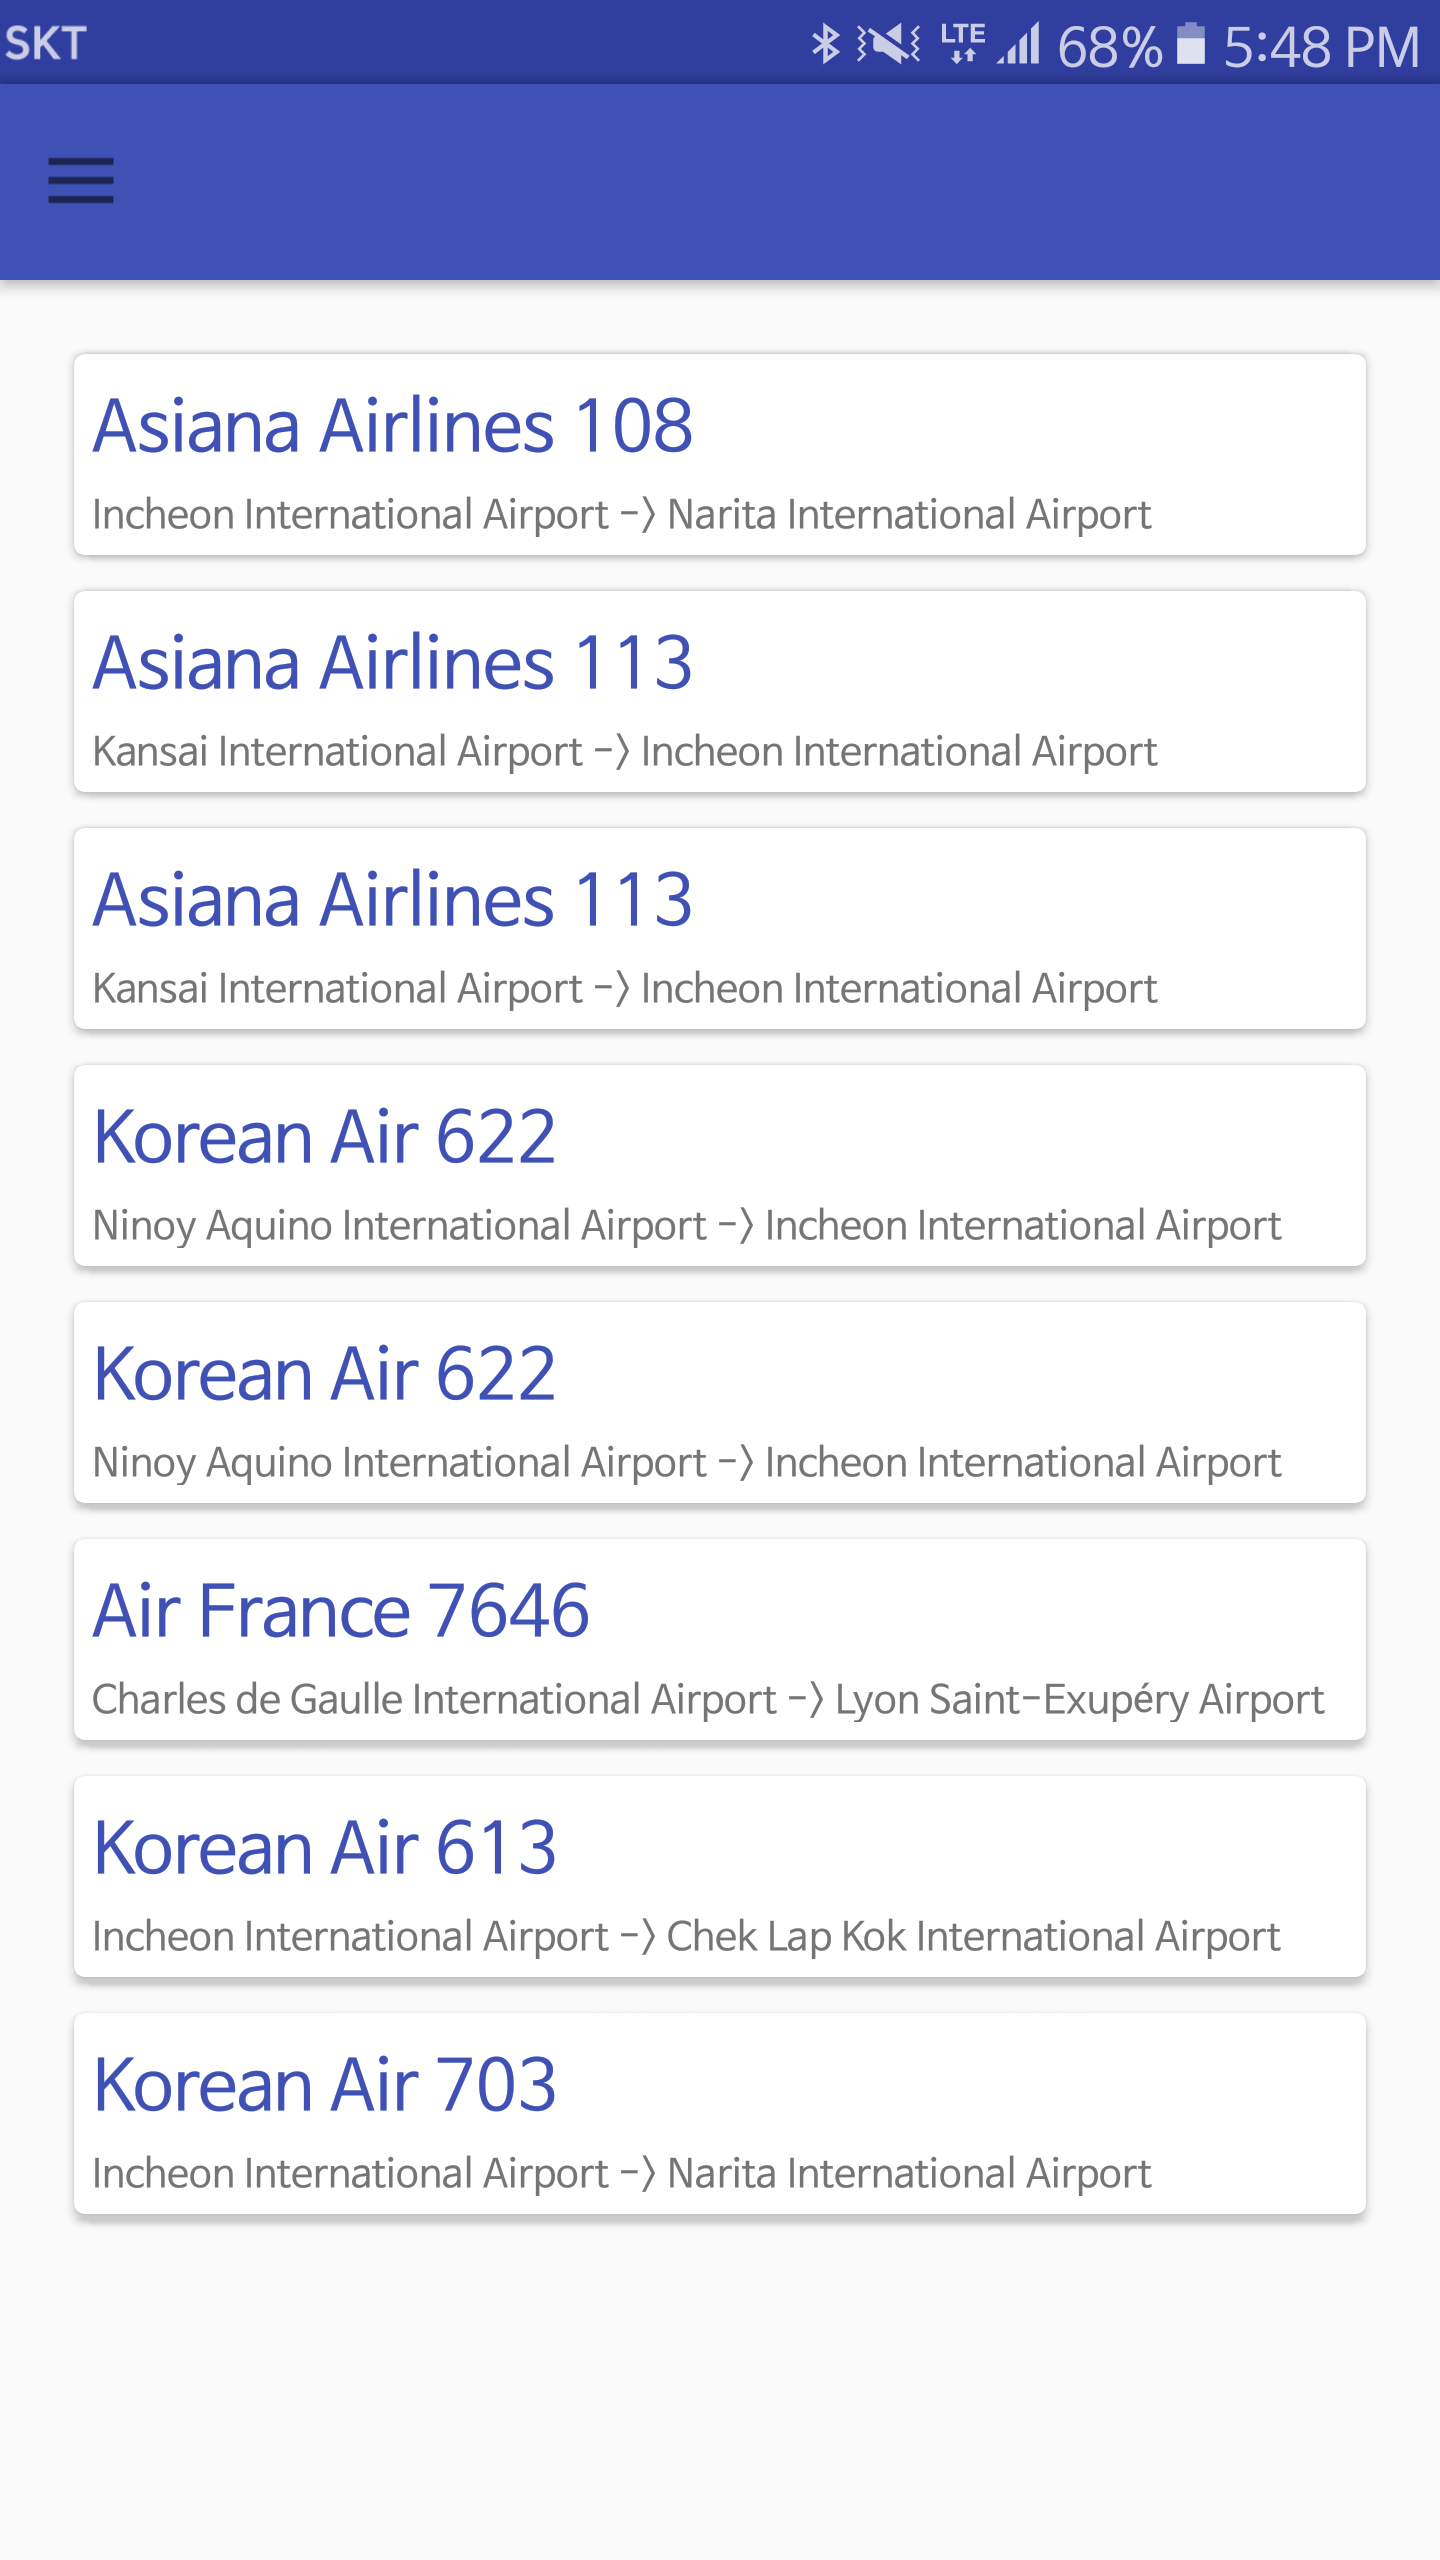 SKT LTE 68% 5:48 PM
Asiana Airlines 108
Incheon International Airport -> Narita International Airport
Asiana Airlines 113
Kansai International Airport -> Incheon International Airport
Asiana Airlines 113
Kansai International Airport -> Incheon International Airport
Korean Air 622
Ninoy Aquino International Airport -> Incheon International Airport
Korean Air 622
Ninoy Aquino International Airport -> Incheon International Airport
Air France 7646
Charles de Gaulle International Airport -> Lyon Saint-Exupéry Airport
Korean Air 613
Incheon International Airport -> Chek Lap Kok International Airport
Korean Air 703
Incheon International Airport -> Narita International Airport